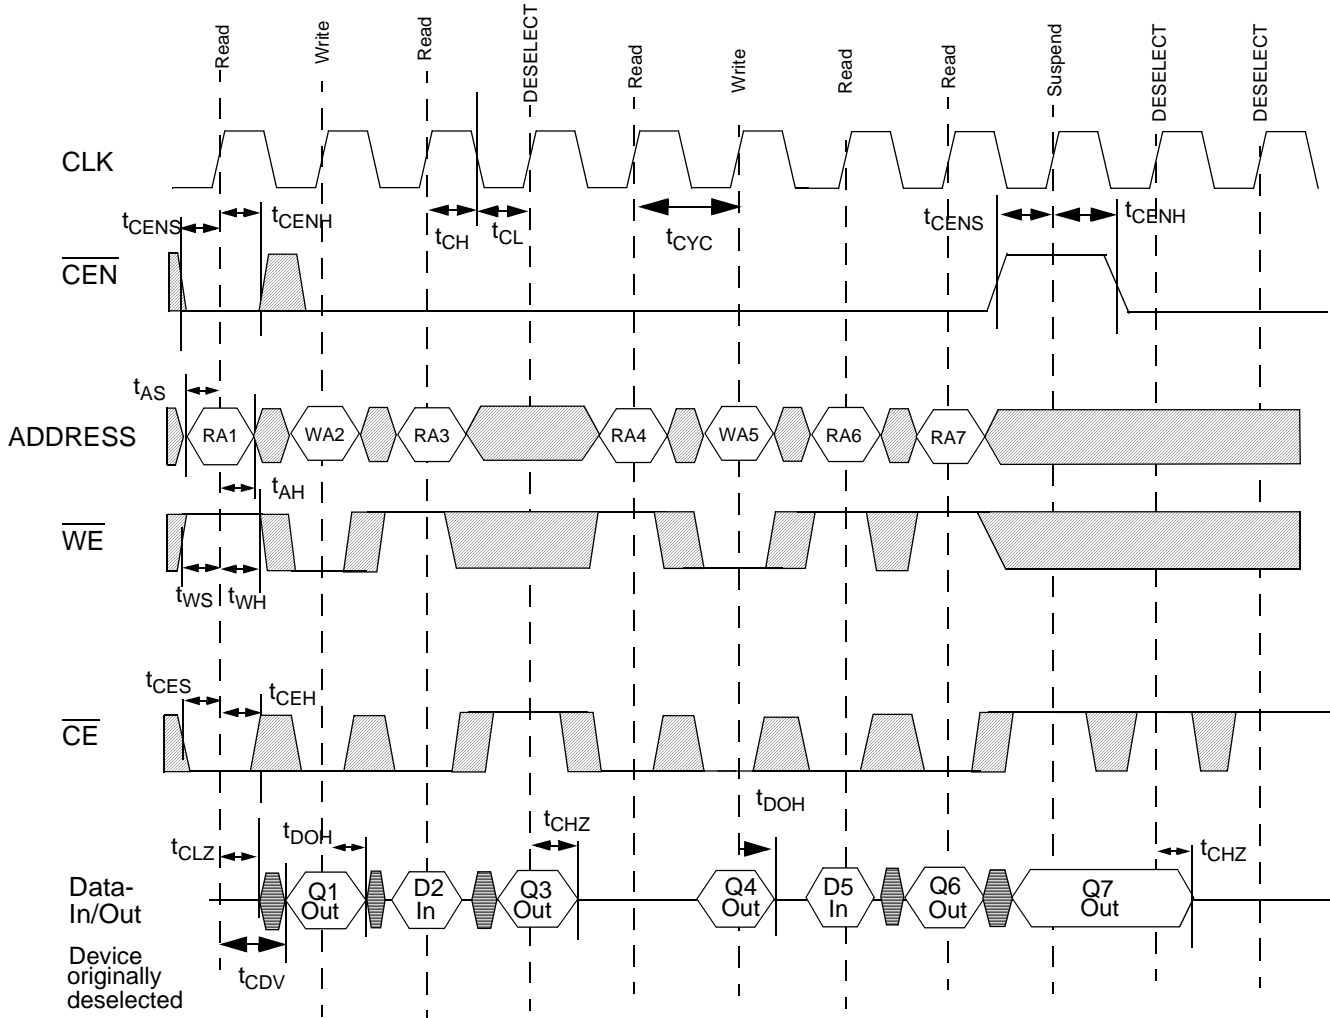 Read Write Read DESELECT Read Write Read Read Suspend DESELECT DESELECT
CLK
tCENS tCENH tCH tCL tCYC tCENS tCENH
CEN
tAS
ADDRESS RA1 WA2 RA3 RA4 WA5 RA6 RA7
tAH
WE
tWS tWH
tCES tCEH
CE
tDOH
tCLZ tDOH tCHZ tCHZ
Data-
In/Out
Q1
Out
D2
In
Q3
Out
Q4
Out
D5
In
Q6
Out
Q7
Out
Device
originally
deselected
tCDV